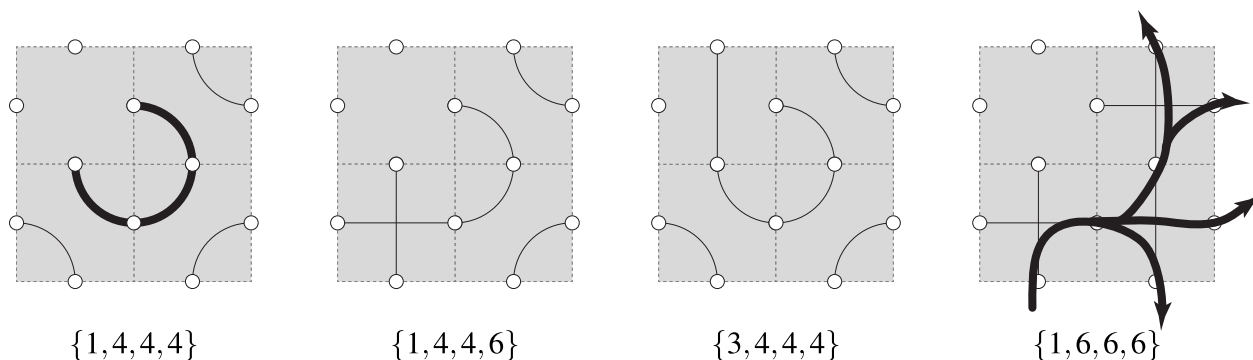 {1, 4, 4, 4} {1, 4, 4, 6} {3, 4, 4, 4} {1, 6, 6, 6}